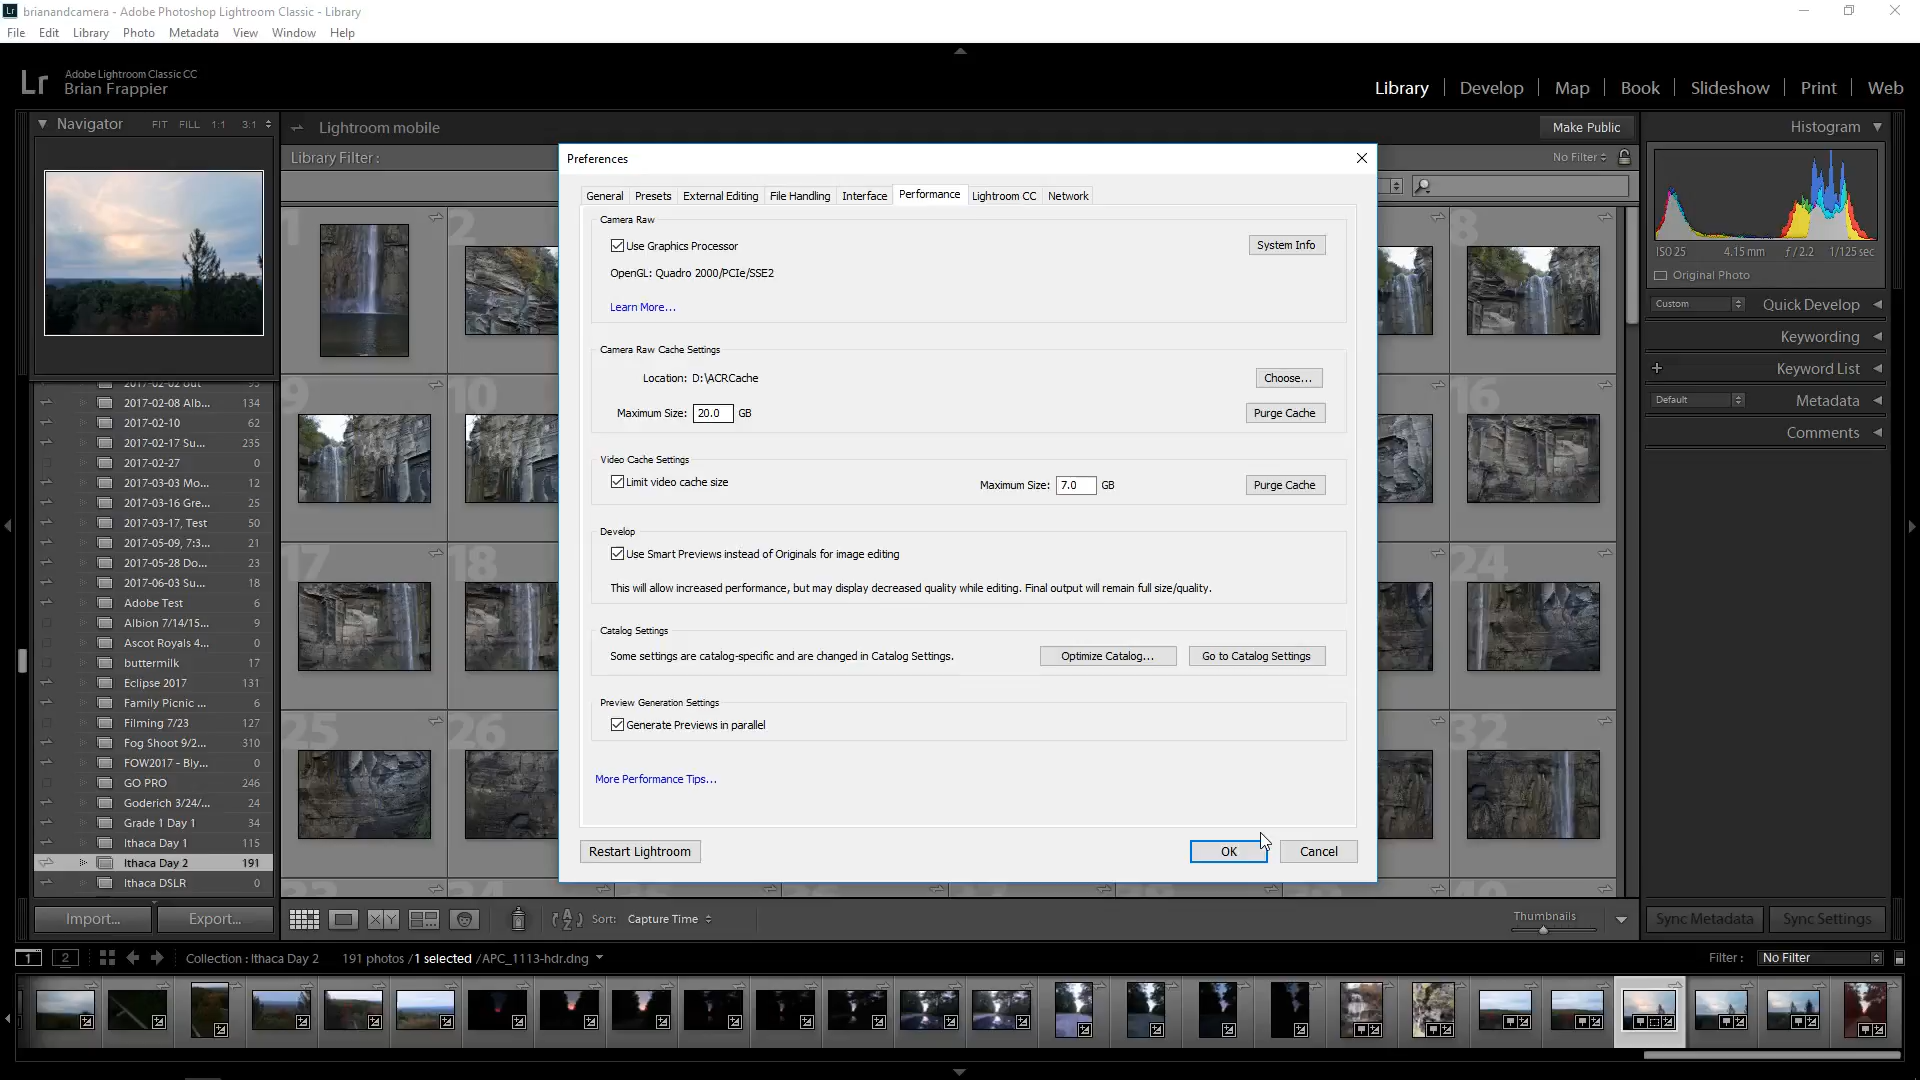 Lr brianandcamera - Adobe Photoshop Lightroom Classic - Library
File Edit Library Photo Metadata View Window Help
Lr Adobe Lightroom Classic CC
Brian Frappier
Library Develop Map Book Slideshow Print Web
Navigator FIT FILL 1:1 3:1
Lightroom mobile
Make Public
Histogram
Library Filter :
No Filter
Preferences
General Presets External Editing File Handling Interface Performance Lightroom CC Network
Camera Raw
Use Graphics Processor
System Info
OpenGL: Quadro 2000/PCIe/SSE2
Learn More...
Camera Raw Cache Settings
Location: D:\ACRCache
Choose...
Maximum Size: 20.0 GB
Purge Cache
Video Cache Settings
Limit video cache size
Maximum Size: 7.0 GB
Purge Cache
Develop
Use Smart Previews instead of Originals for image editing
This will allow increased performance, but may display decreased quality while editing. Final output will remain full size/quality.
Catalog Settings
Some settings are catalog-specific and are changed in Catalog Settings.
Optimize Catalog...
Go to Catalog Settings
Preview Generation Settings
Generate Previews in parallel
More Performance Tips...
Restart Lightroom
OK
Cancel
1 2 8
9 10 16
17 18 24
25 26 32
ISO 25 4.15 mm ƒ / 2.2 1/125 sec
Original Photo
Custom Quick Develop
Keywording
+ Keyword List
Default Metadata
Comments
2017-02-08 Alb... 134
2017-02-10 62
2017-02-17 Su... 235
2017-02-27 0
2017-03-03 Mo... 12
2017-03-16 Gre... 25
2017-03-17, Test 50
2017-05-09, 7:3... 21
2017-05-28 Do... 23
2017-06-03 Su... 18
Adobe Test 6
Albion 7/14/15... 9
Ascot Royals 4... 0
buttermilk 17
Eclipse 2017 131
Family Picnic ... 6
Filming 7/23 127
Fog Shoot 9/2... 310
FOW2017 - Bly... 0
GO PRO 246
Goderich 3/24/... 24
Grade 1 Day 1 34
Ithaca Day 1 115
Ithaca Day 2 191
Ithaca DSLR 0
Import... Export...
XY
Sort: Capture Time
Thumbnails
Sync Metadata Sync Settings
1 2 Collection : Ithaca Day 2 191 photos / 1 selected / APC_1113-hdr.dng
Filter : No Filter